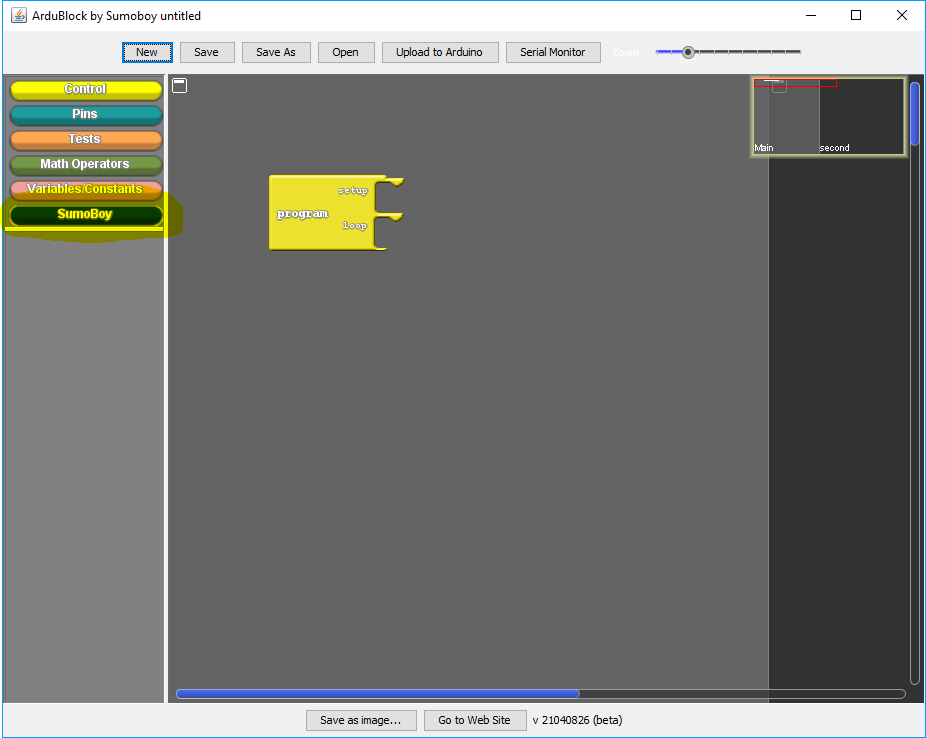 ArduBlock by Sumoboy untitled
New Save Save As Open Upload to Arduino Serial Monitor Zoom
Control
Pins
Tests
Math Operators
Variables/Constants
SumoBoy
setup
program
loop
Main second
Save as image... Go to Web Site v 21040826 (beta)